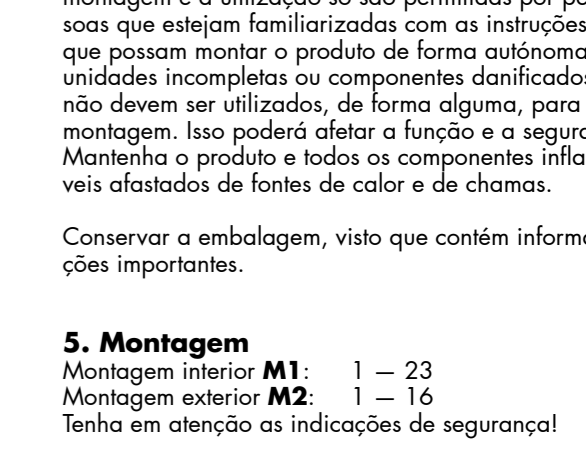 montagem e a utilização só são permitidas por pe
soas que estejam familiarizadas com as instruções
que possam montar o produto de forma autónoma
unidades incompletas ou componentes danificados
não devem ser utilizados, de forma alguma, para
montagem. Isso poderá afetar a função e a segura
Mantenha o produto e todos os componentes infla
veis afastados de fontes de calor e de chamas.
Conservar a embalagem, visto que contém informa
ções importantes.
5. Montagem
Montagem interior M1: 1 — 23
Montagem exterior M2: 1 — 16
Tenha em atenção as indicações de segurança!